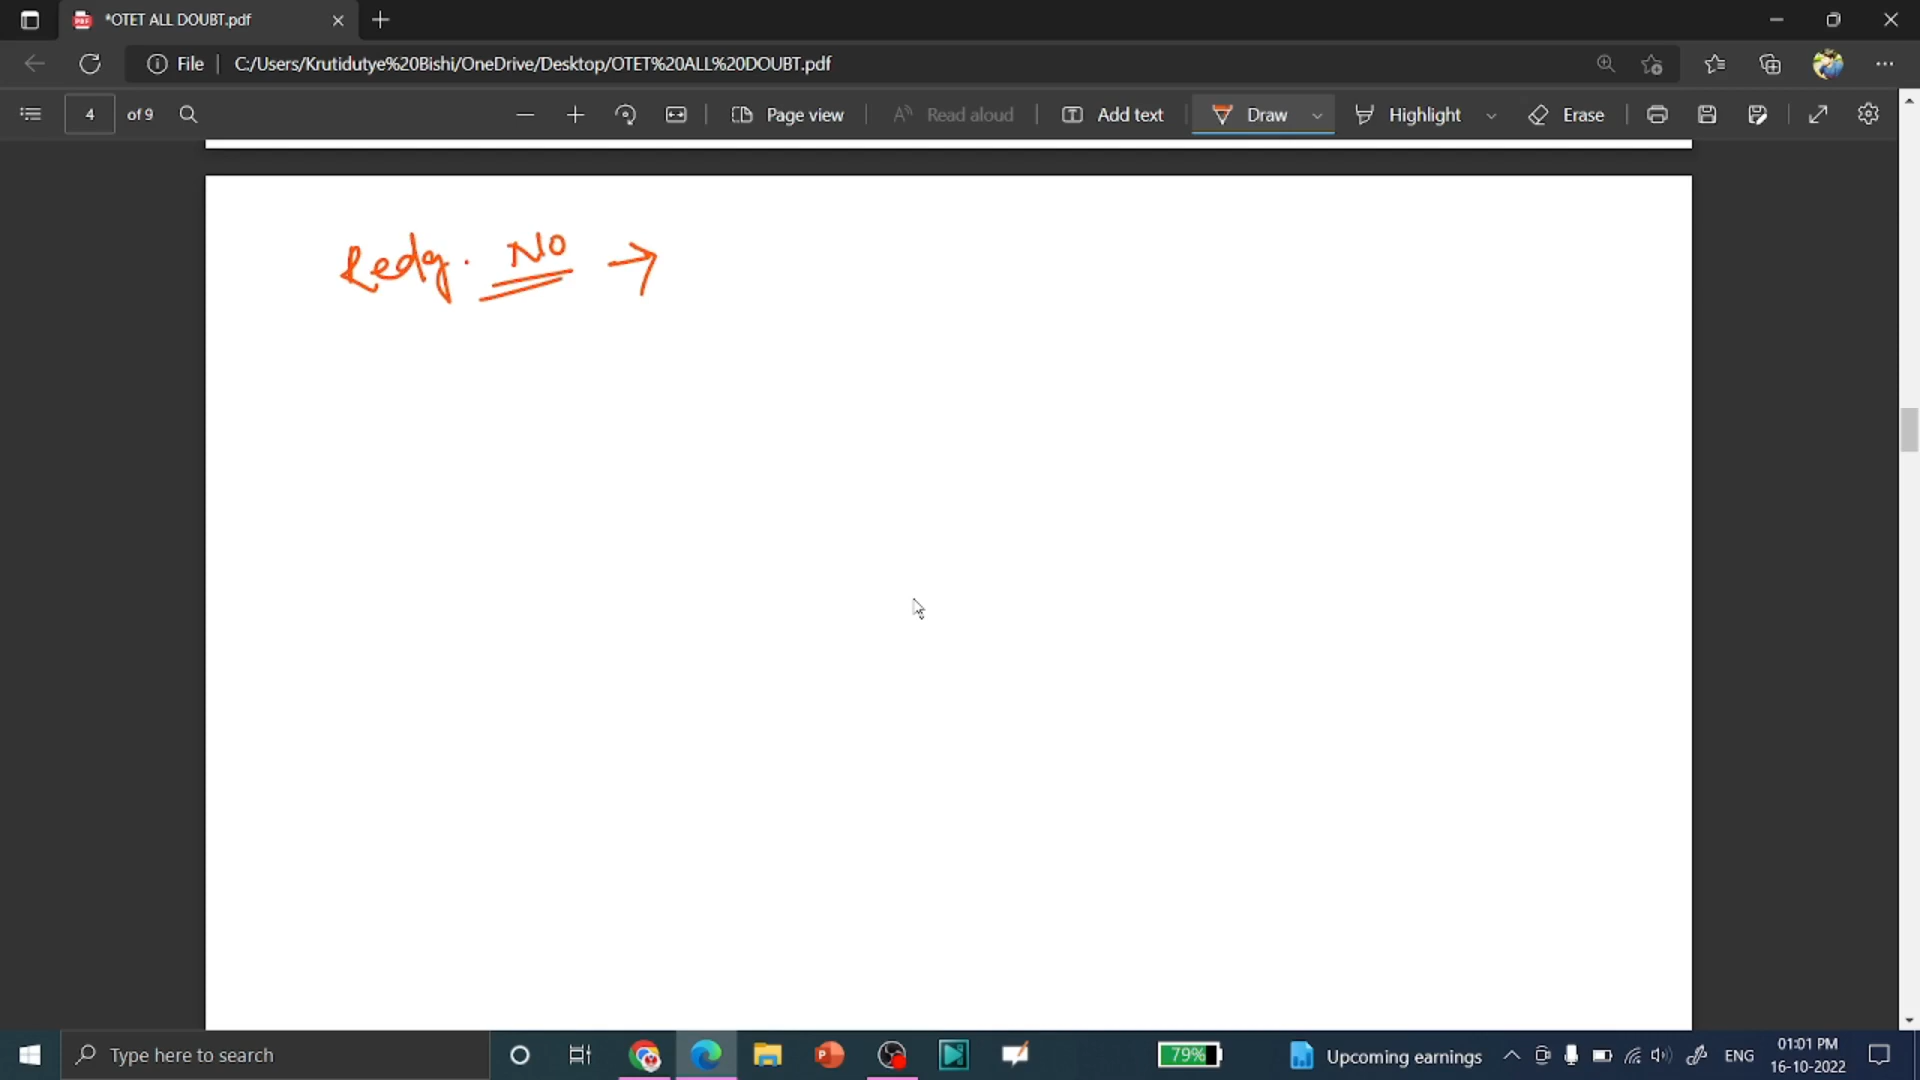 *OTET ALL DOUBT.pdf
File C:/Users/Krutidutye%20Bishi/OneDrive/Desktop/OTET%20ALL%20DOUBT.pdf
4 of 9 Page view Read aloud Add text Draw Highlight Erase
Redg. No →
Type here to search 79% Upcoming earnings ENG 01:01 PM
16-10-2022